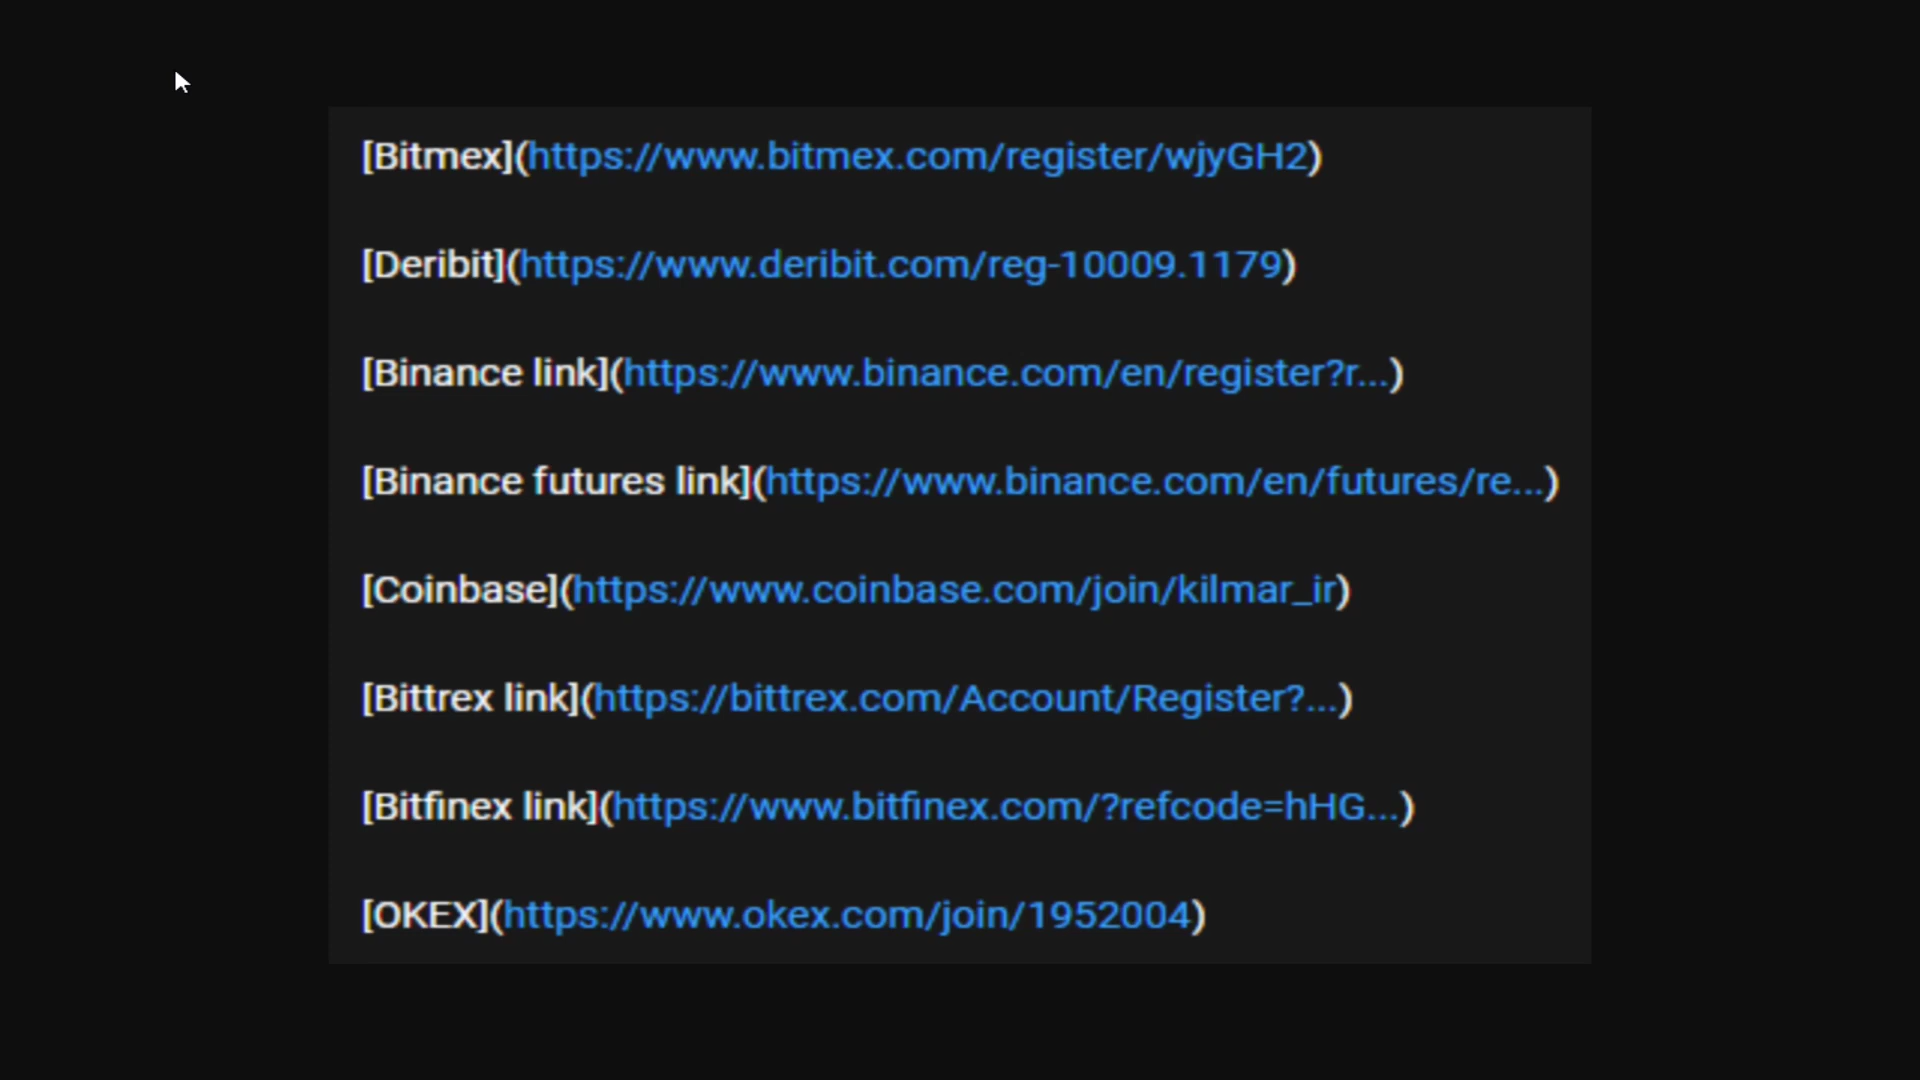 [Bitmex](https://www.bitmex.com/register/wjyGH2)
[Deribit](https://www.deribit.com/reg-10009.1179)
[Binance link](https://www.binance.com/en/register?r...)
[Binance futures link](https://www.binance.com/en/futures/re...)
[Coinbase](https://www.coinbase.com/join/kilmar_ir)
[Bittrex link](https://bittrex.com/Account/Register?...)
[Bitfinex link](https://www.bitfinex.com/?refcode=hHG...)
[OKEX](https://www.okex.com/join/1952004)